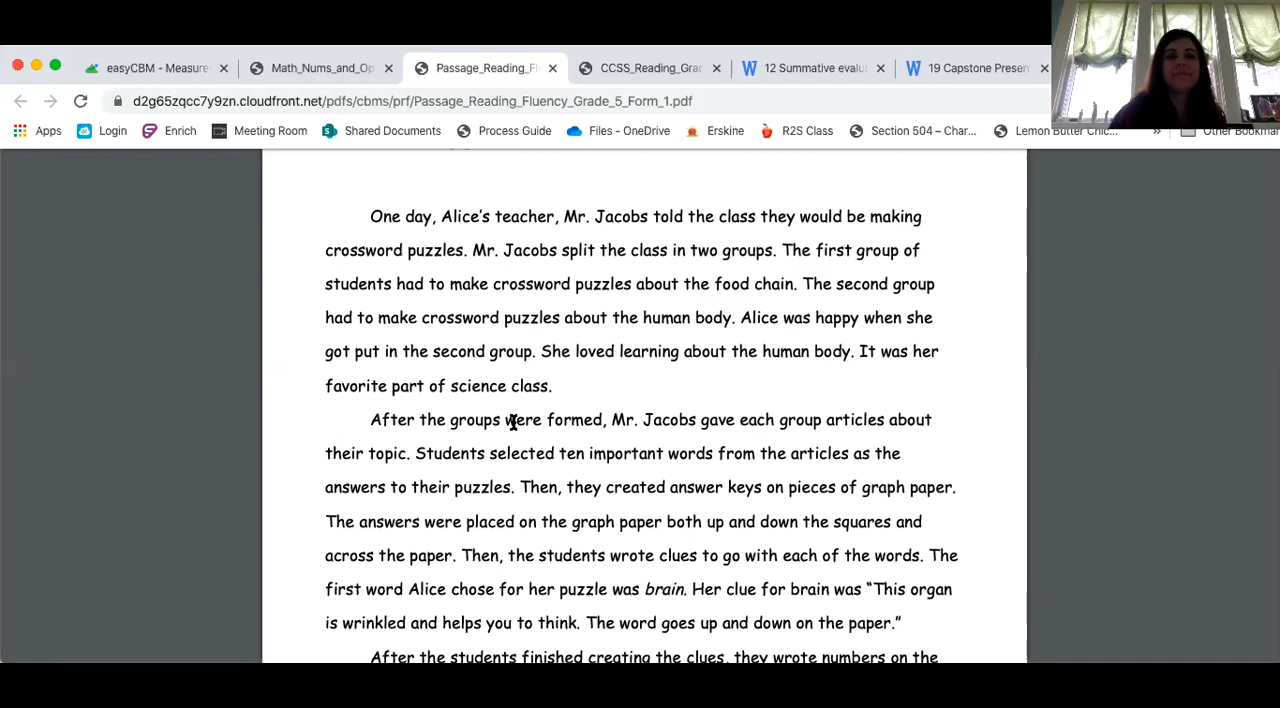 easyCBM - Measure
Math_Nums_and_Op
Passage_Reading_Fl
CCSS_Reading_Grad
12 Summative evalu
19 Capstone Presen
d2g65zqcc7y9zn.cloudfront.net/pdfs/cbms/prf/Passage_Reading_Fluency_Grade_5_Form_1.pdf
Apps
Login
Enrich
Meeting Room
Shared Documents
Process Guide
Files - OneDrive
Erskine
R2S Class
Section 504 – Char...
Lemon Butter Chic...
»
Other Bookmar
One day, Alice's teacher, Mr. Jacobs told the class they would be making
crossword puzzles. Mr. Jacobs split the class in two groups. The first group of
students had to make crossword puzzles about the food chain. The second group
had to make crossword puzzles about the human body. Alice was happy when she
got put in the second group. She loved learning about the human body. It was her
favorite part of science class.
After the groups were formed, Mr. Jacobs gave each group articles about
their topic. Students selected ten important words from the articles as the
answers to their puzzles. Then, they created answer keys on pieces of graph paper.
The answers were placed on the graph paper both up and down the squares and
across the paper. Then, the students wrote clues to go with each of the words. The
first word Alice chose for her puzzle was brain. Her clue for brain was “This organ
is wrinkled and helps you to think. The word goes up and down on the paper.”
After the students finished creating the clues, they wrote numbers on the